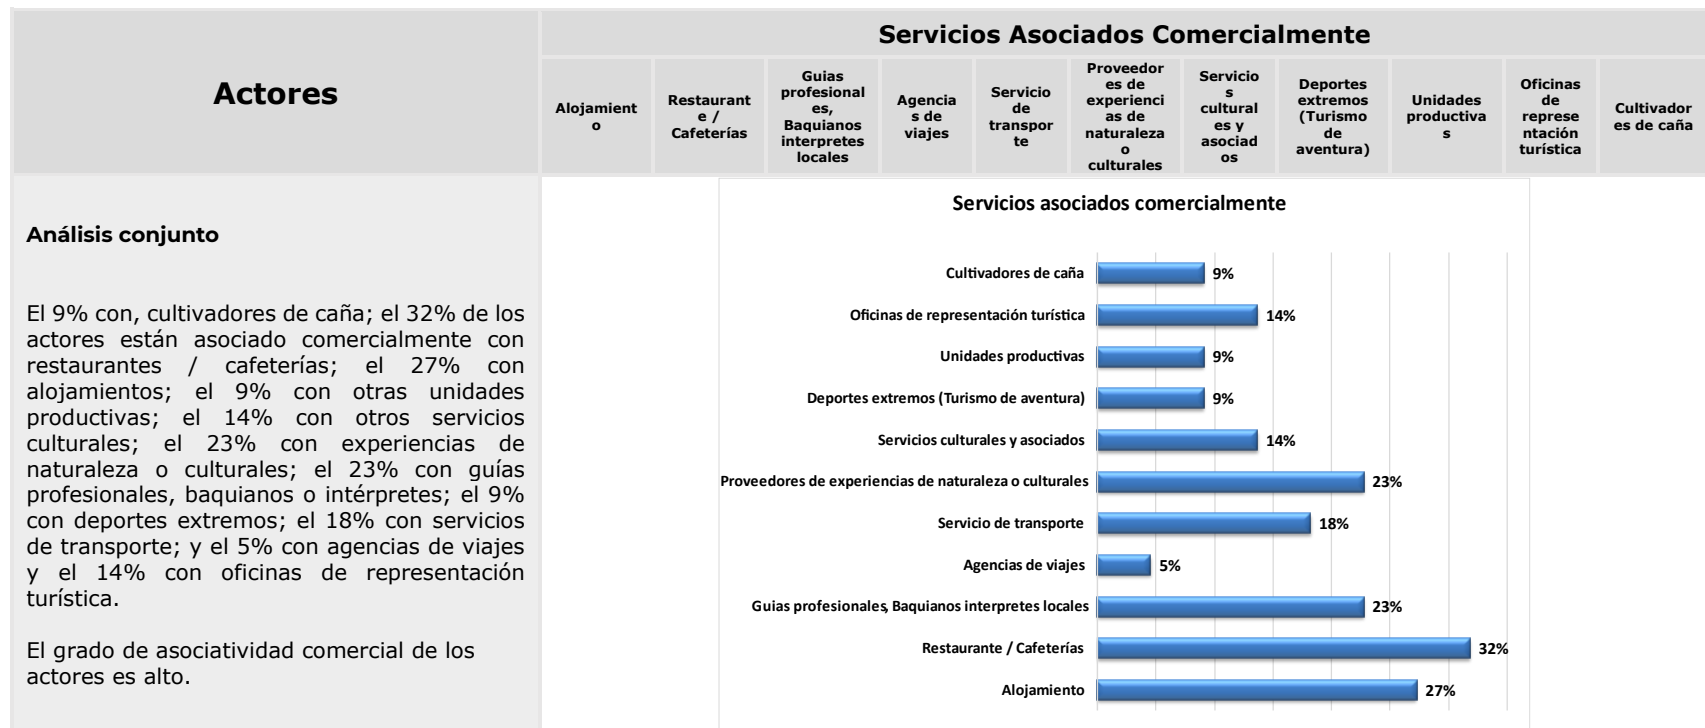 Actores
Servicios Asociados Comercialmente
Alojamient
o
Restaurant
e /
Cafeterías
Guias
profesional
es,
Baquianos
interpretes
locales
Agencia
s de
viajes
Servicio
de
transpor
te
Proveedor
es de
experienci
as de
naturaleza
o
culturales
Servicio
s
cultural
es y
asociad
os
Deportes
extremos
(Turismo
de
aventura)
Unidades
productiva
s
Oficinas
de
represe
ntación
turística
Cultivador
es de caña
Análisis conjunto
El 9% con, cultivadores de caña; el 32% de los
actores están asociado comercialmente con
restaurantes / cafeterías; el 27% con
alojamientos; el 9% con otras unidades
productivas; el 14% con otros servicios
culturales; el 23% con experiencias de
naturaleza o culturales; el 23% con guías
profesionales, baquianos o intérpretes; el 9%
con deportes extremos; el 18% con servicios
de transporte; y el 5% con agencias de viajes
y el 14% con oficinas de representación
turística.
El grado de asociatividad comercial de los
actores es alto.
Servicios asociados comercialmente
Cultivadores de caña 9%
Oficinas de representación turística 14%
Unidades productivas 9%
Deportes extremos (Turismo de aventura) 9%
Servicios culturales y asociados 14%
Proveedores de experiencias de naturaleza o culturales 23%
Servicio de transporte 18%
Agencias de viajes 5%
Guias profesionales, Baquianos interpretes locales 23%
Restaurante / Cafeterías 32%
Alojamiento 27%